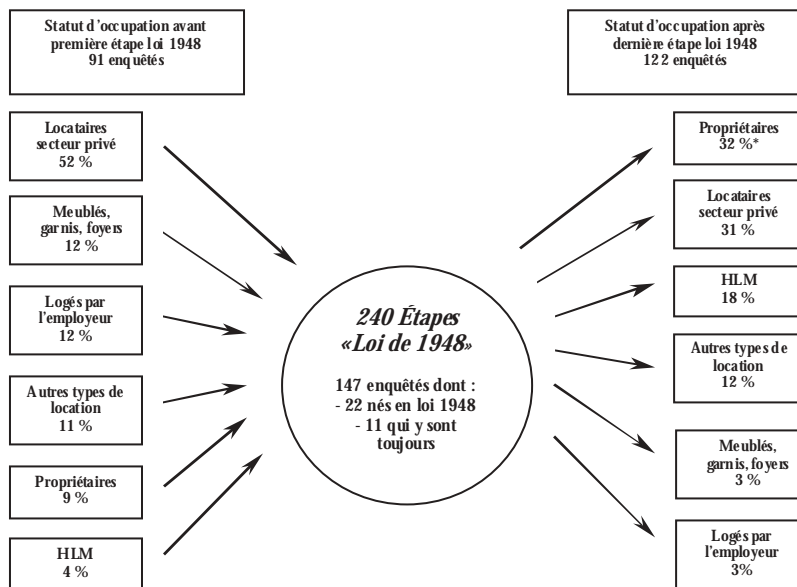 Statut d'occupation avant
première étape loi 1948
91 enquêtés
Locataires
secteur privé
52 %
Meublés,
garnis, foyers
12 %
Logés par
l'employeur
12 %
Autres types de
location
11 %
Propriétaires
9 %
HLM
4 %
240 Étapes
«Loi de 1948»
147 enquêtés dont :
- 22 nés en loi 1948
- 11 qui y sont
toujours
Statut d'occupation après
dernière étape loi 1948
122 enquêtés
Propriétaires
32 %*
Locataires
secteur privé
31 %
HLM
18 %
Autres types de
location
12 %
Meublés,
garnis, foyers
3 %
Logés par
l'employeur
3%